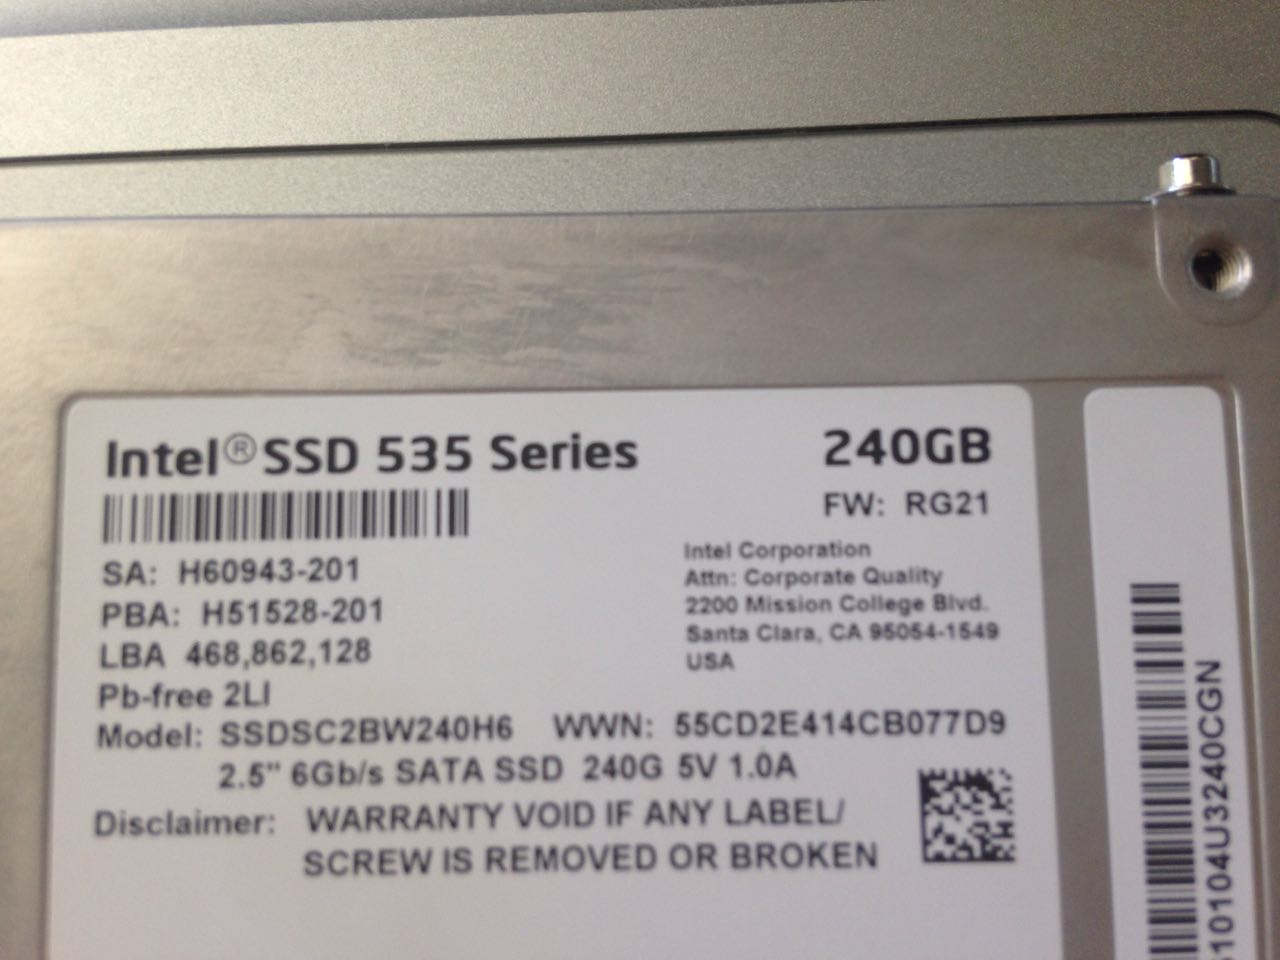 Intel® SSD 535 Series 240GB
FW: RG21
SA: H60943-201
PBA: H51528-201
LBA 468,862,128
Pb-free 2LI
Intel Corporation
Attn: Corporate Quality
2200 Mission College Blvd.
Santa Clara, CA 95054-1549
USA
Model: SSDSC2BW240H6 WWN: 55CD2E414CB077D9
2.5" 6Gb/s SATA SSD 240G 5V 1.0A
Disclaimer: WARRANTY VOID IF ANY LABEL/
SCREW IS REMOVED OR BROKEN
10104U3240CGN